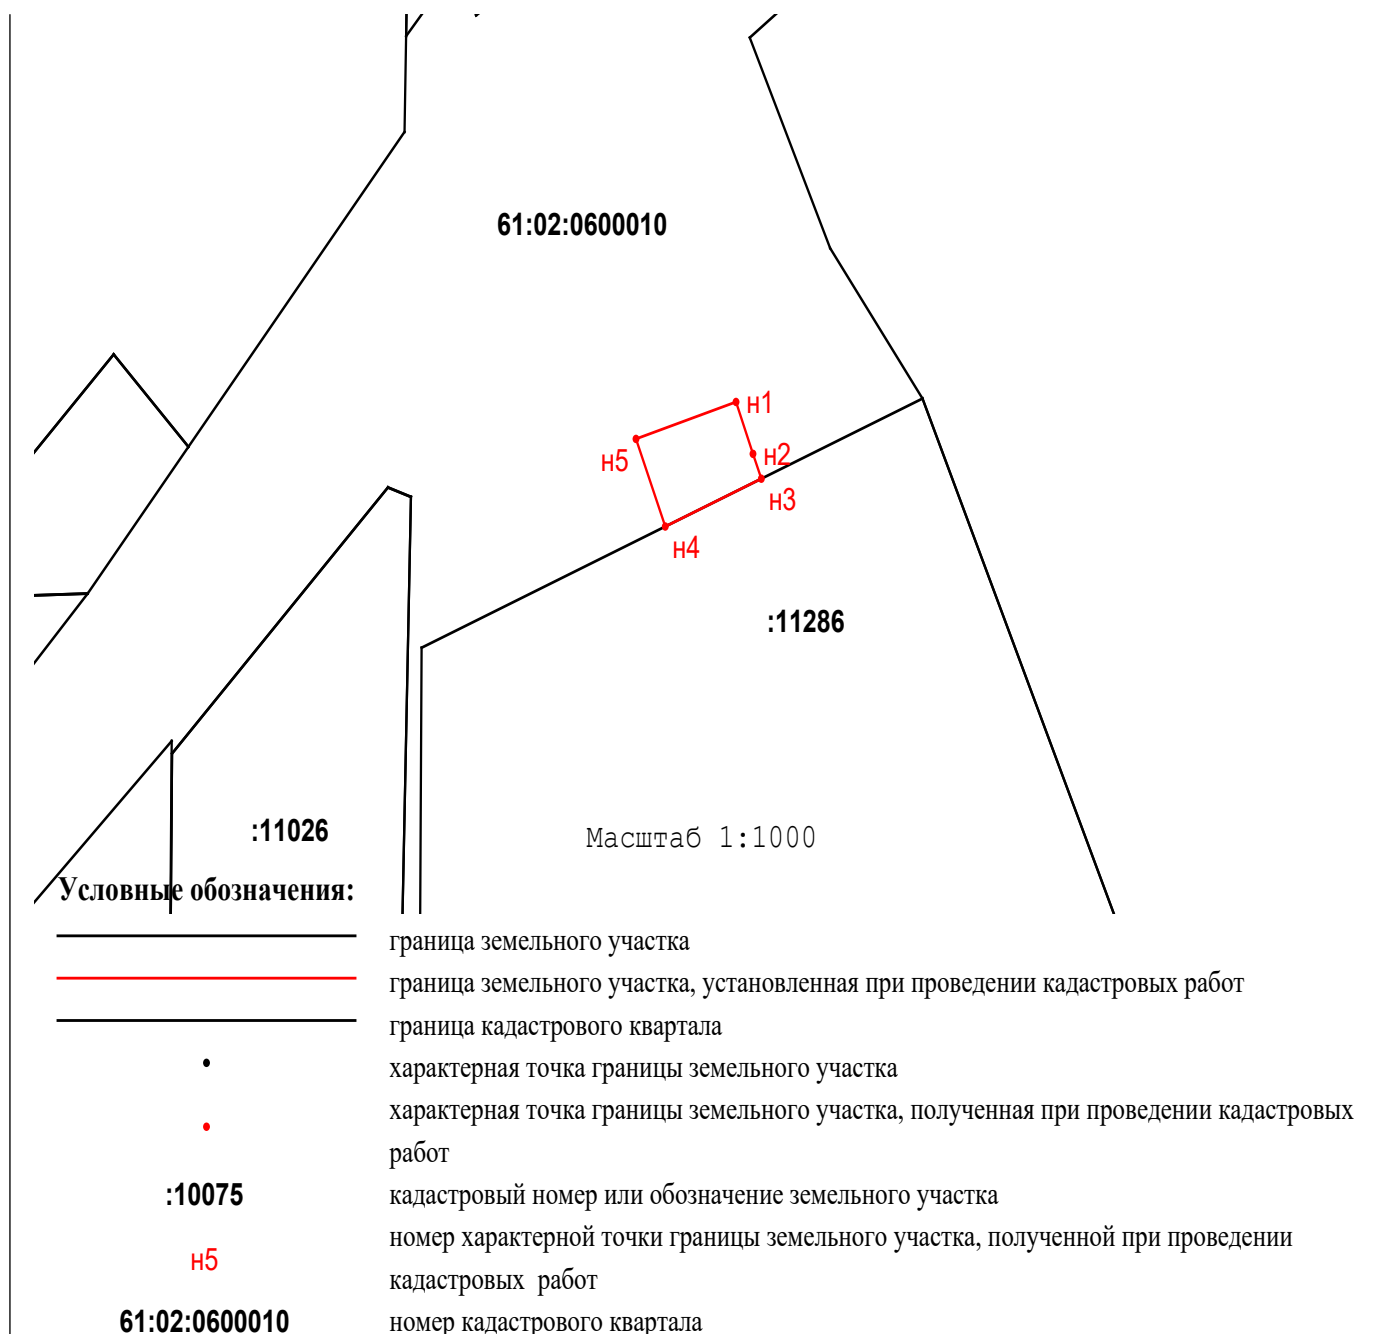 61:02:0600010
н1
н2
н5
н3
н4
:11286
:11026
Масштаб 1:1000
Условные обозначения:
граница земельного участка
граница земельного участка, установленная при проведении кадастровых работ
граница кадастрового квартала
характерная точка границы земельного участка
характерная точка границы земельного участка, полученная при проведении кадастровых
работ
:10075 кадастровый номер или обозначение земельного участка
номер характерной точки границы земельного участка, полученной при проведении
н5
кадастровых работ
61:02:0600010 номер кадастрового квартала